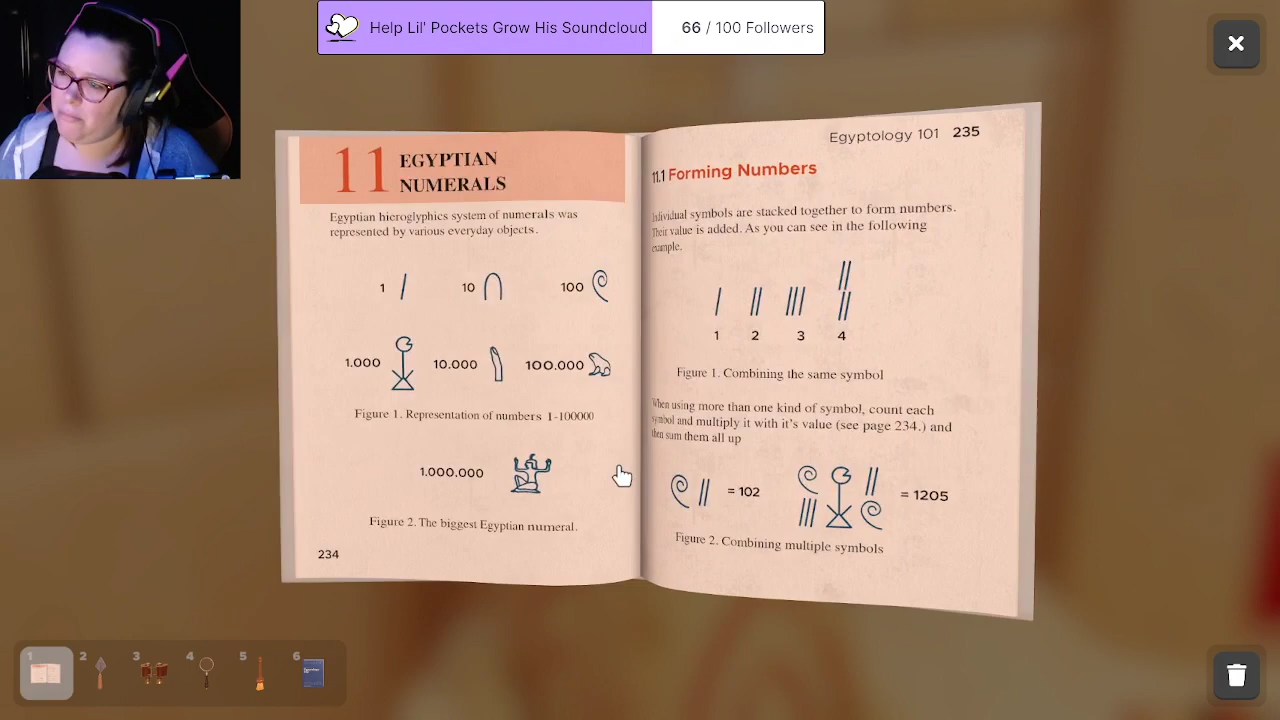 Help Lil' Pockets Grow His Soundcloud 66 / 100 Followers
11 EGYPTIAN
NUMERALS
Egyptian hieroglyphics system of numerals was
represented by various everyday objects.
1 10 100
1.000 10.000 100.000
Figure 1. Representation of numbers 1-100000
1.000.000
Figure 2. The biggest Egyptian numeral.
234
Egyptology 101 235
11.1 Forming Numbers
Individual symbols are stacked together to form numbers.
Their value is added. As you can see in the following
example.
1 2 3 4
Figure 1. Combining the same symbol
When using more than one kind of symbol, count each
symbol and multiply it with it's value (see page 234.) and
then sum them all up
= 102 = 1205
Figure 2. Combining multiple symbols
1 2 3 4 5 6